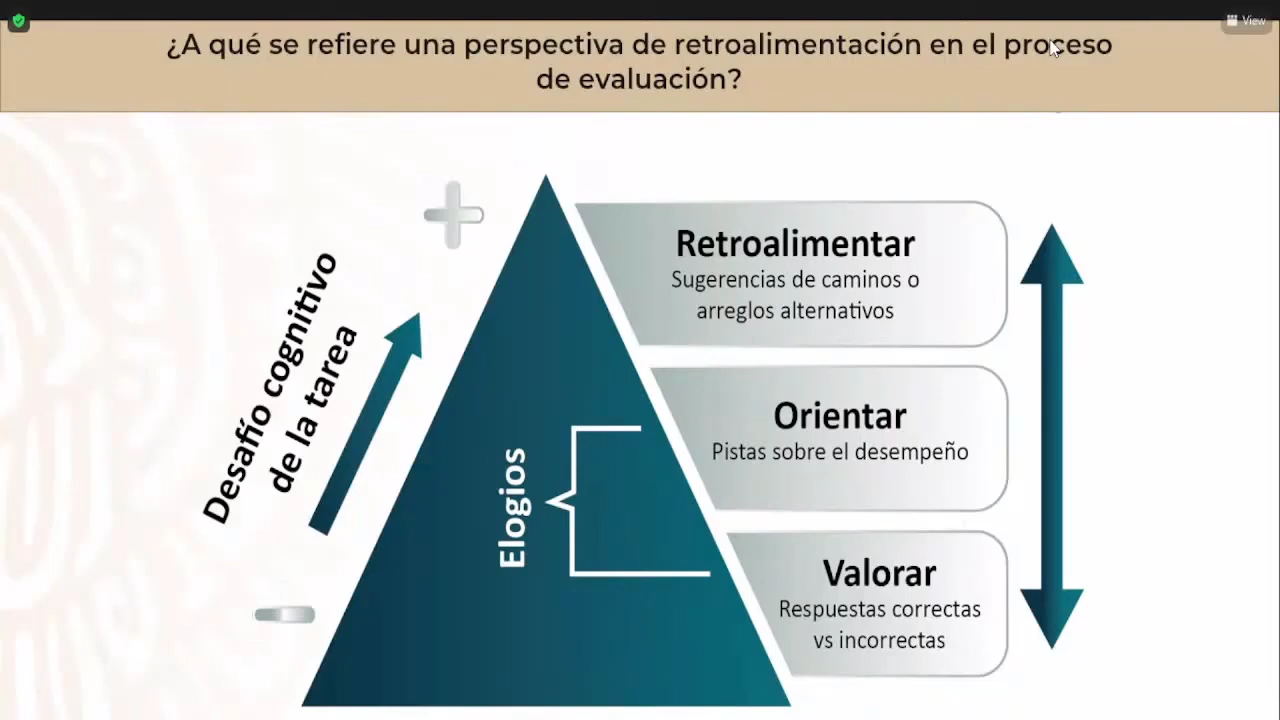 View
¿A qué se refiere una perspectiva de retroalimentación en el proceso
de evaluación?
Desafío cognitivo
de la tarea
Elogios
Retroalimentar
Sugerencias de caminos o
arreglos alternativos
Orientar
Pistas sobre el desempeño
Valorar
Respuestas correctas
vs incorrectas